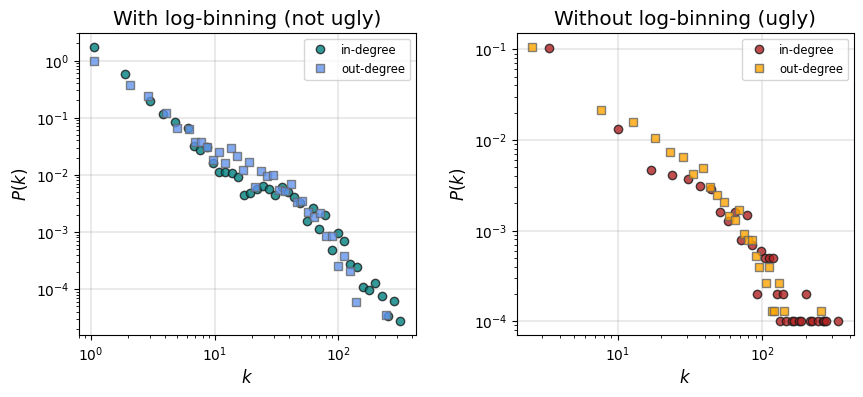 With log-binning (not ugly)
in-degree
out-degree
10⁰
10⁻¹
10⁻²
10⁻³
10⁻⁴
P(k)
10⁰
10¹
10²
k
Without log-binning (ugly)
in-degree
out-degree
10⁻¹
10⁻²
10⁻³
10⁻⁴
P(k)
10¹
10²
k